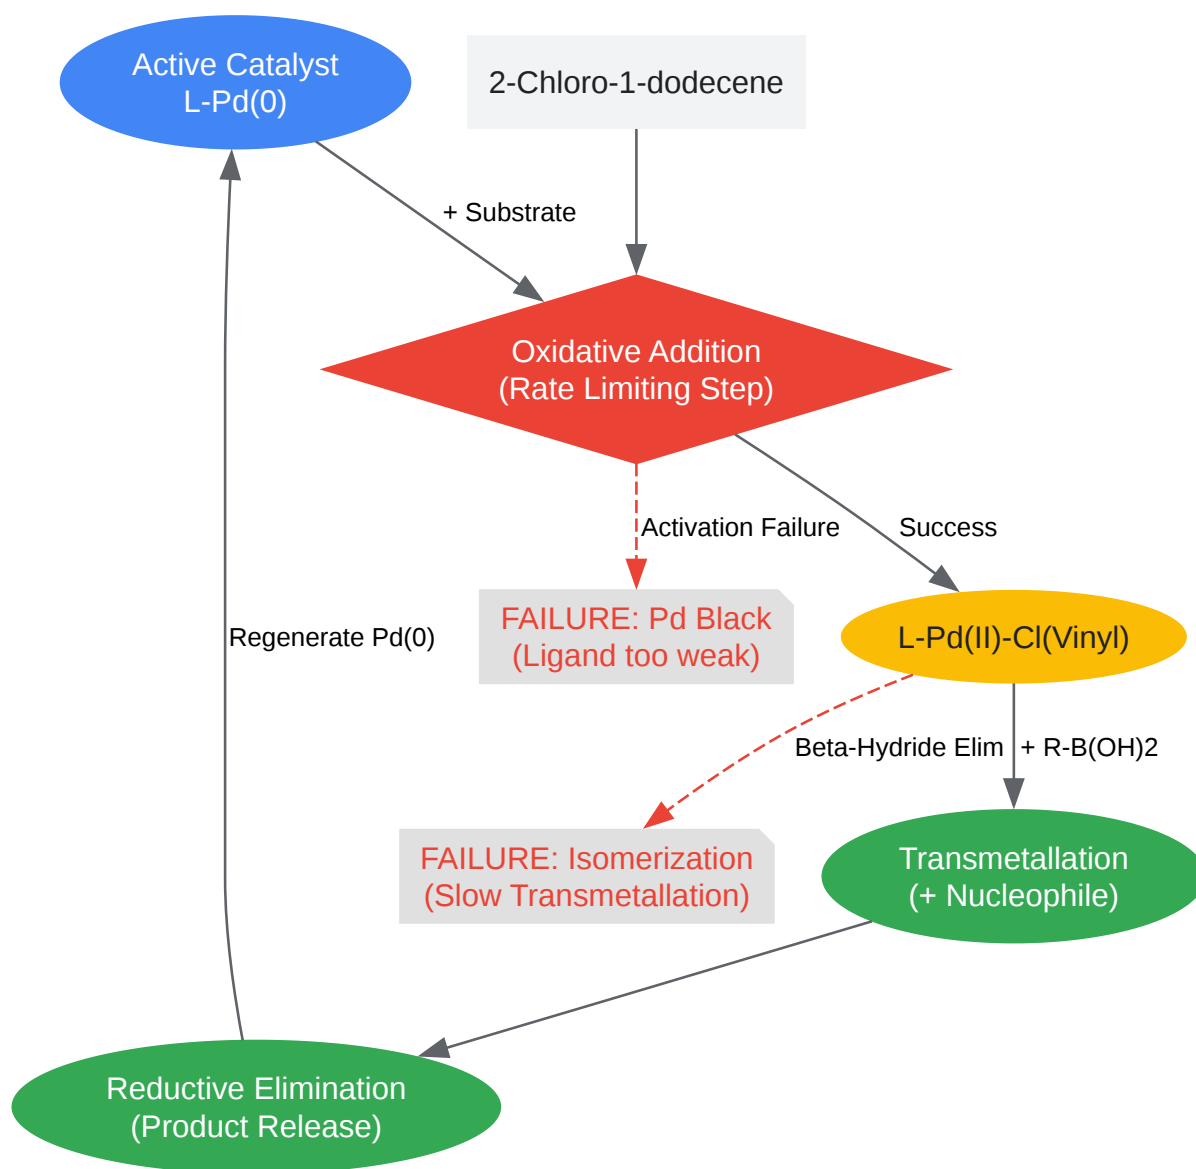 Active Catalyst
L-Pd(0)
2-Chloro-1-dodecene
+ Substrate
Oxidative Addition
(Rate Limiting Step)
Activation Failure
Success
FAILURE: Pd Black
(Ligand too weak)
L-Pd(II)-Cl(Vinyl)
Regenerate Pd(0)
Beta-Hydride Elim
+ R-B(OH)2
FAILURE: Isomerization
(Slow Transmetallation)
Transmetallation
(+ Nucleophile)
Reductive Elimination
(Product Release)